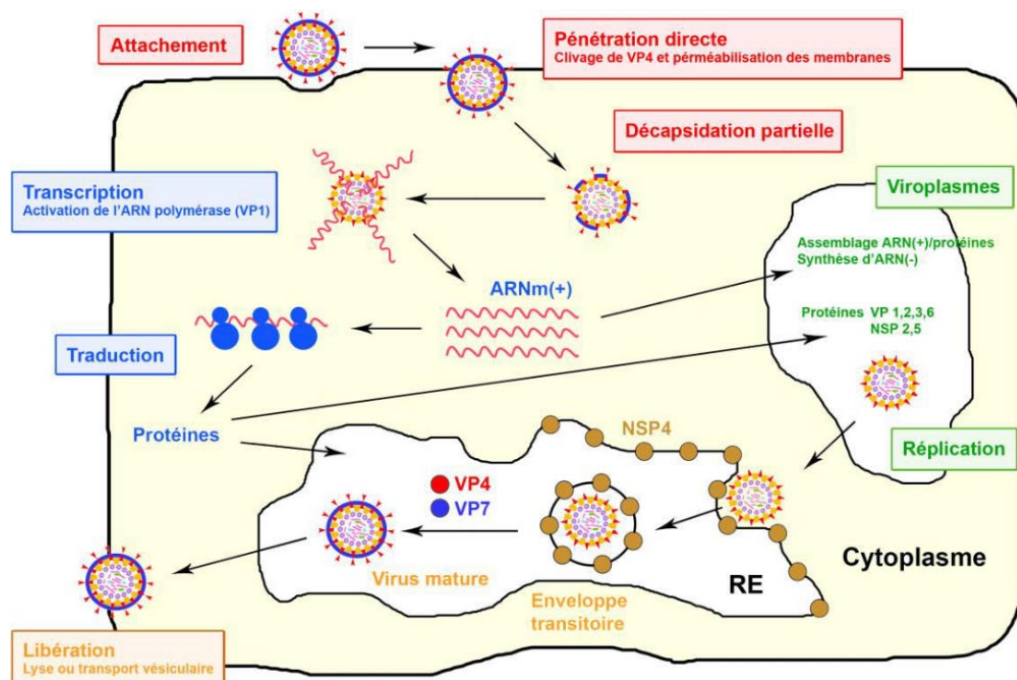 Attachement
Pénétration directe
Clivage de VP4 et pérméabilisation des membranes
Décapsidation partielle
Transcription
Activation de l'ARN polymérase (VP1)
Viroplasmes
Assemblage ARN(+)/protéines
Synthèse d'ARN(-)
ARNm(+)
Protéines VP 1,2,3,6
NSP 2,5
Traduction
Protéines
NSP4
Réplication
VP4
VP7
Cytoplasme
Virus mature
RE
Enveloppe
transitoire
Libération
Lyse ou transport vésiculaire